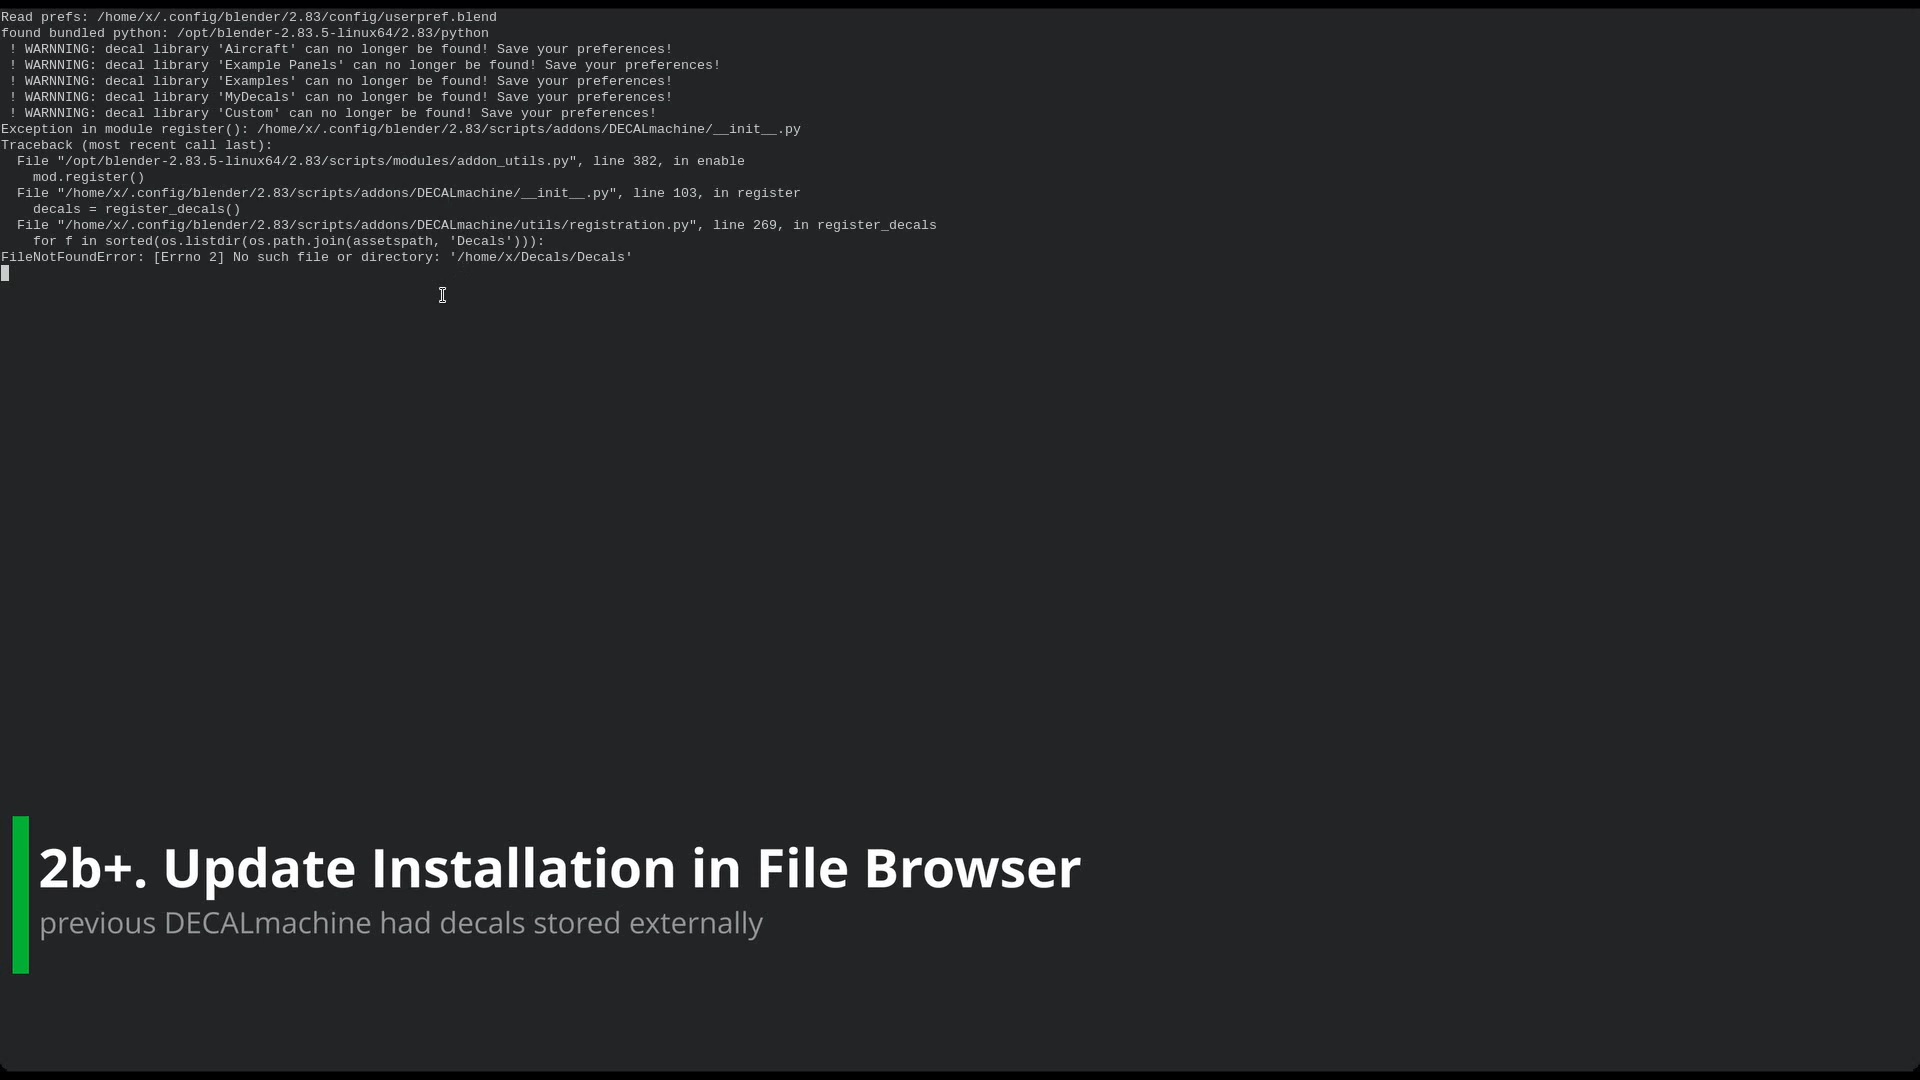 Read prefs: /home/x/.config/blender/2.83/config/userpref.blend
found bundled python: /opt/blender-2.83.5-linux64/2.83/python
 ! WARNNING: decal library 'Aircraft' can no longer be found! Save your preferences!
 ! WARNNING: decal library 'Example Panels' can no longer be found! Save your preferences!
 ! WARNNING: decal library 'Examples' can no longer be found! Save your preferences!
 ! WARNNING: decal library 'MyDecals' can no longer be found! Save your preferences!
 ! WARNNING: decal library 'Custom' can no longer be found! Save your preferences!
Exception in module register(): /home/x/.config/blender/2.83/scripts/addons/DECALmachine/__init__.py
Traceback (most recent call last):
  File "/opt/blender-2.83.5-linux64/2.83/scripts/modules/addon_utils.py", line 382, in enable
    mod.register()
  File "/home/x/.config/blender/2.83/scripts/addons/DECALmachine/__init__.py", line 103, in register
    decals = register_decals()
  File "/home/x/.config/blender/2.83/scripts/addons/DECALmachine/utils/registration.py", line 269, in register_decals
    for f in sorted(os.listdir(os.path.join(assetspath, 'Decals'))):
FileNotFoundError: [Errno 2] No such file or directory: '/home/x/Decals/Decals'
2b+. Update Installation in File Browser
previous DECALmachine had decals stored externally